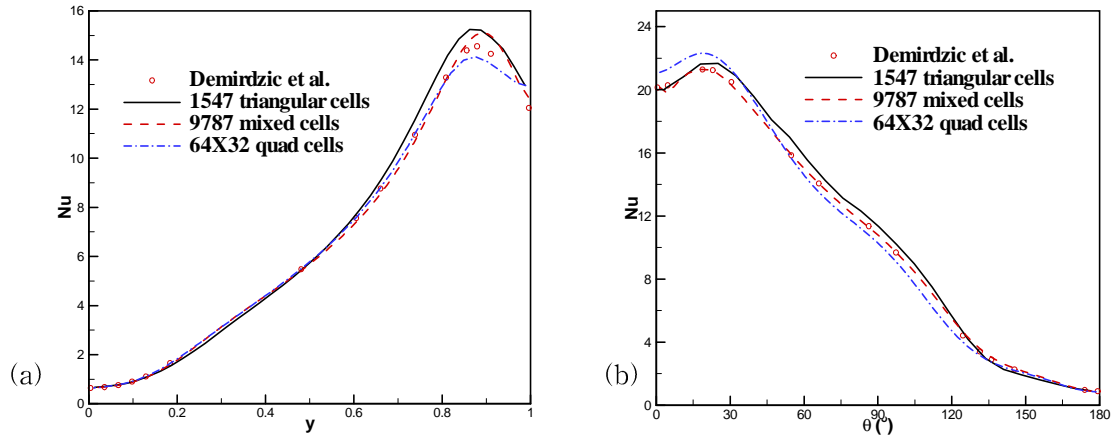 16
14
12
10
8
6
4
2
0
Nu
Demirdzic et al.
1547 triangular cells
9787 mixed cells
64X32 quad cells
0
0.2
0.4
0.6
0.8
1
y
(a)
24
20
16
12
8
4
0
Nu
Demirdzic et al.
1547 triangular cells
9787 mixed cells
64X32 quad cells
0
30
60
90
120
150
180
θ (°)
(b)